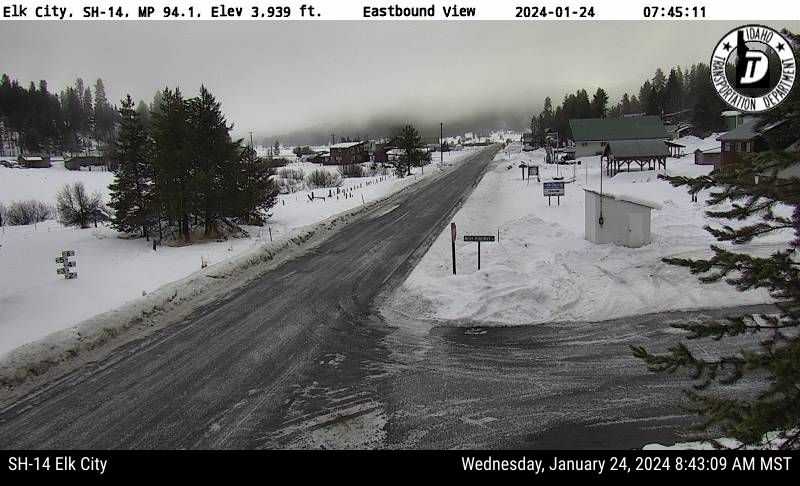 Elk City, SH-14, MP 94.1, Elev 3,939 ft. Eastbound View 2024-01-24 07:45:11
IDAHO
TRANSPORTATION DEPARTMENT
SH-14 Elk City Wednesday, January 24, 2024 8:43:09 AM MST